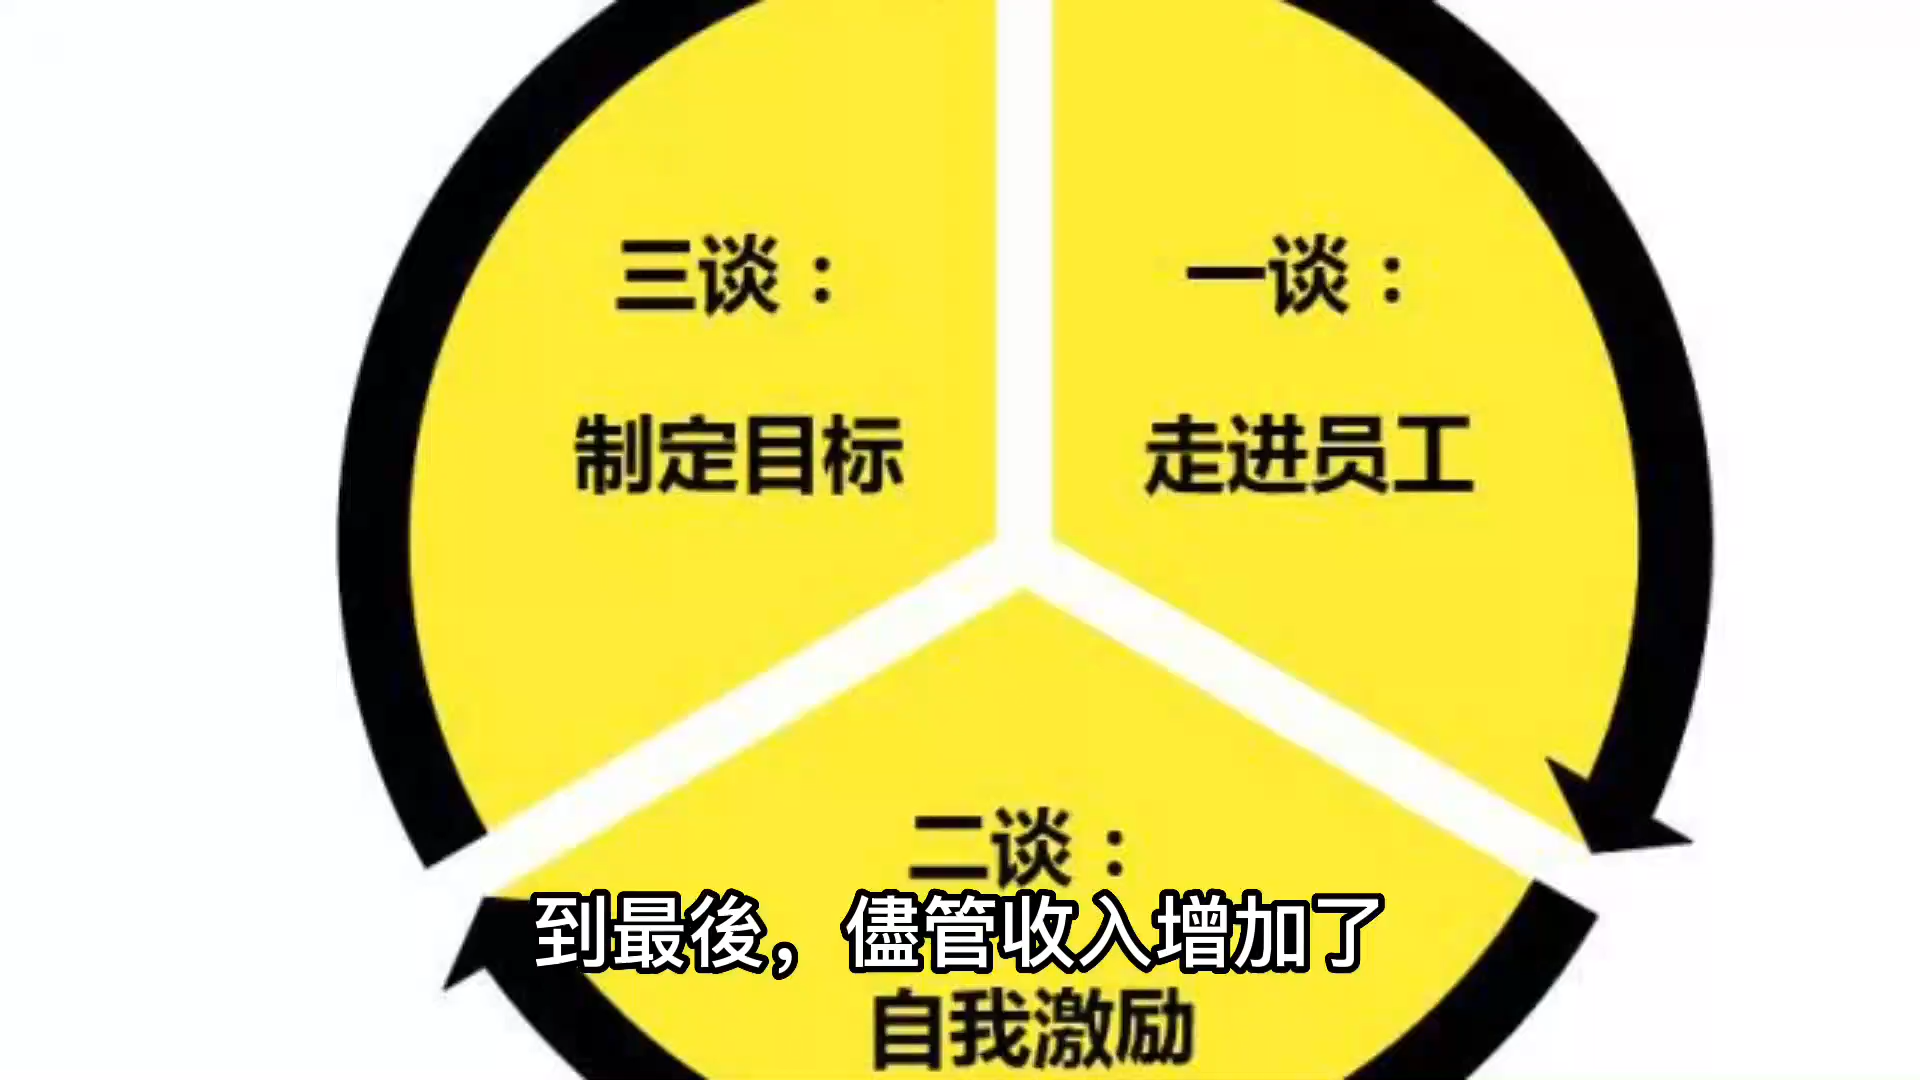 三谈：
制定目标
一谈：
走进员工
二谈：
到最後，儘管收入增加了
自我激励